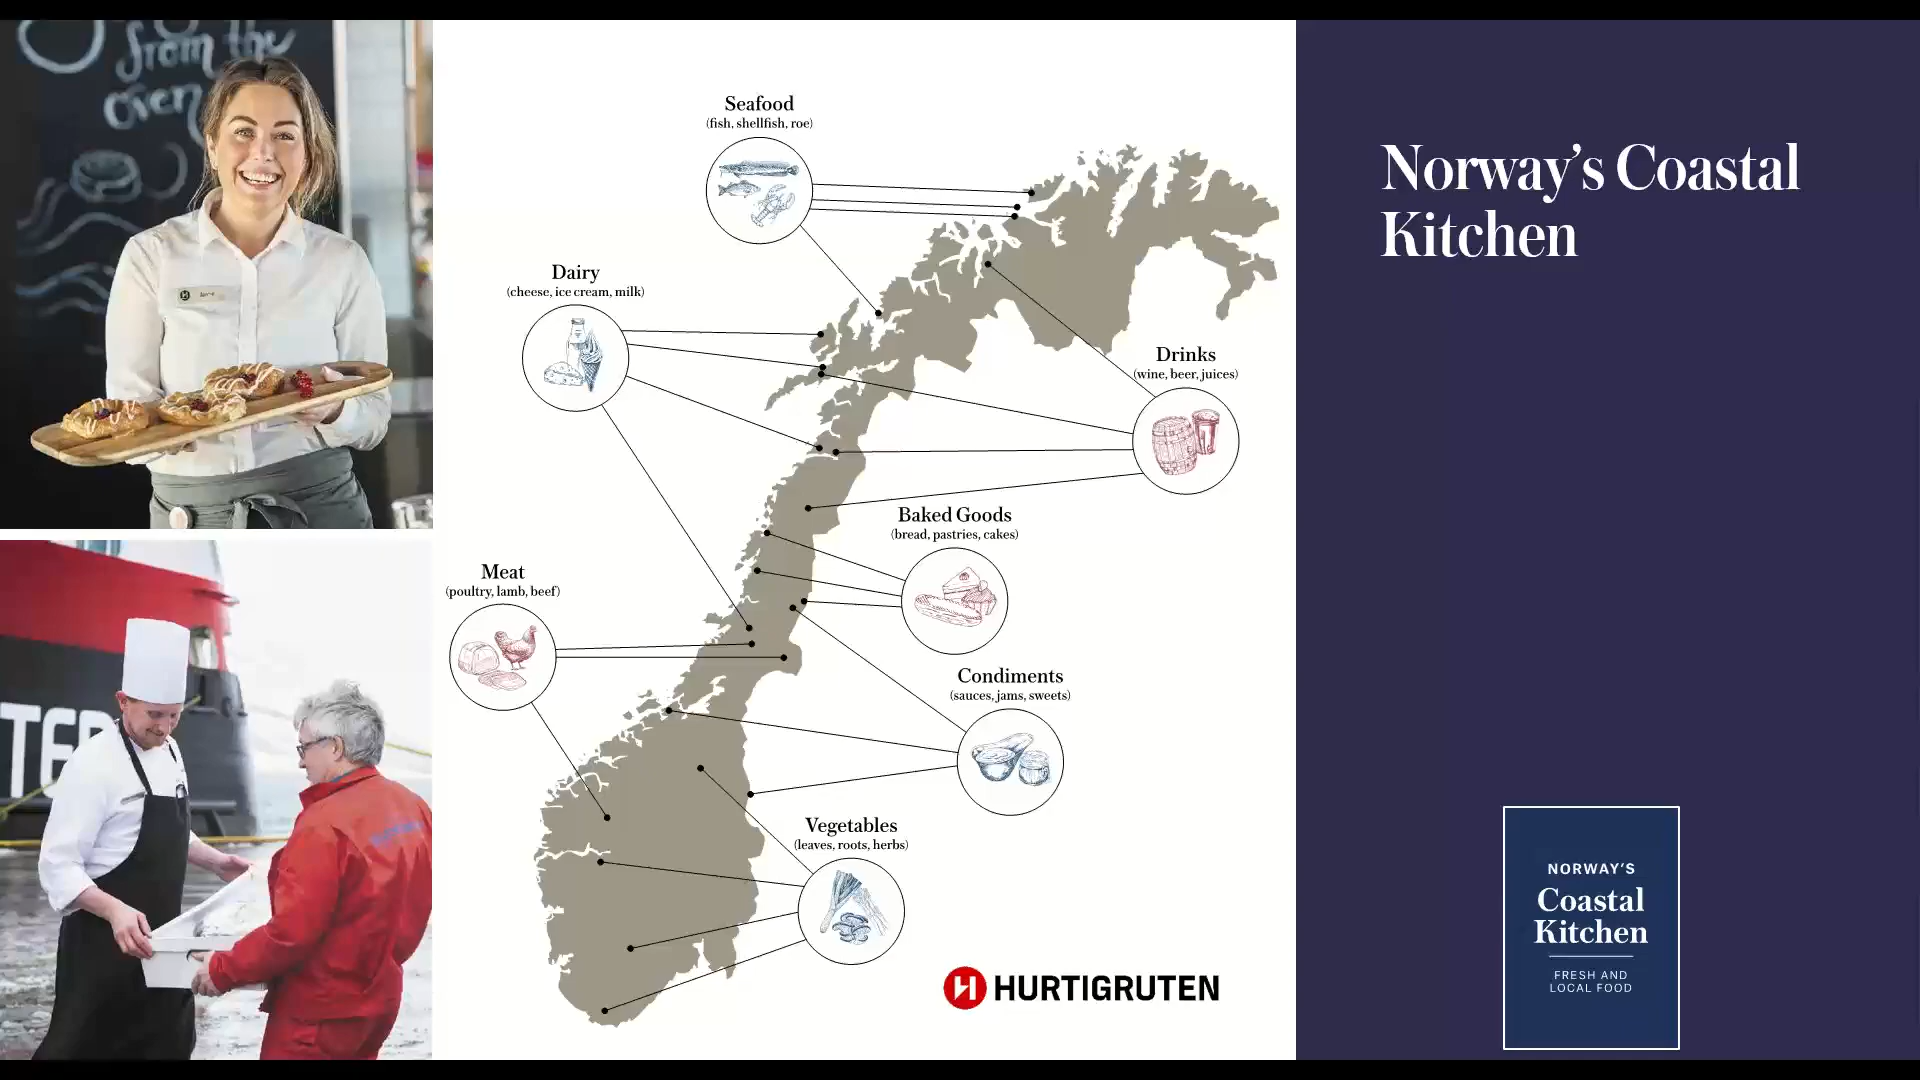 from the
oven
Seafood
(fish, shellfish, roe)
Dairy
(cheese, ice cream, milk)
Drinks
(wine, beer, juices)
Baked Goods
(bread, pastries, cakes)
Meat
(poultry, lamb, beef)
Condiments
(sauces, jams, sweets)
Vegetables
(leaves, roots, herbs)
HURTIGRUTEN
Norway's Coastal
Kitchen
NORWAY'S
Coastal
Kitchen
FRESH AND
LOCAL FOOD